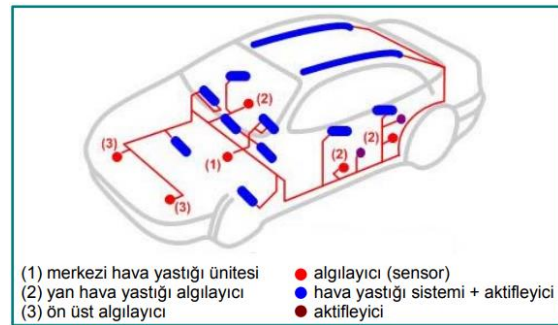 (2)
(3)
(1)
(2)
(2)
(3)
(1) merkezi hava yastığı ünitesi
(2) yan hava yastığı algılayıcı
(3) ön üst algılayıcı
algılayıcı (sensor)
hava yastığı sistemi + aktifleyici
aktifleyici